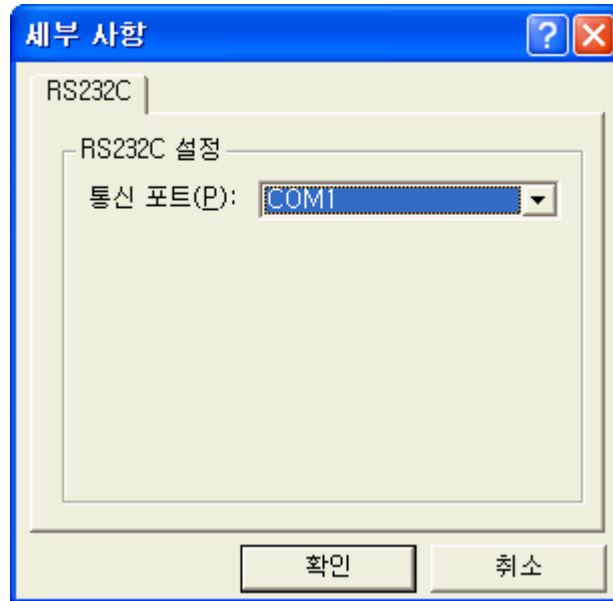 세부 사항
RS232C
RS232C 설정
통신 포트(P): COM1
확인 취소